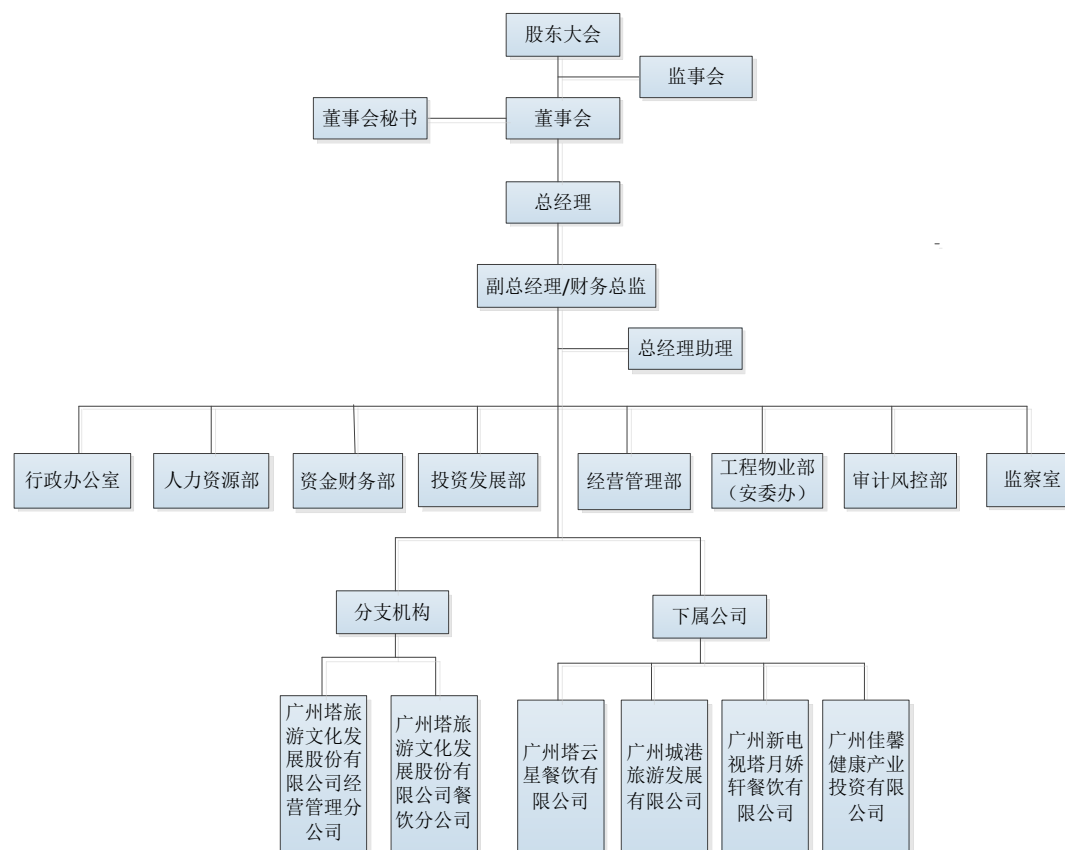 股东大会
监事会
董事会秘书
董事会
总经理
副总经理/财务总监
总经理助理
行政办公室
人力资源部
资金财务部
投资发展部
经营管理部
工程物业部
（安委办）
审计风控部
监察室
分支机构
下属公司
广州塔旅
游文化发
展股份有
限公司经
营管理分
公司
广州塔旅
游文化发
展股份有
限公司餐
饮分公司
广州塔云
星餐饮有
限公司
广州城港
旅游发展
有限公司
广州新电
视塔月娇
轩餐饮有
限公司
广州佳馨
健康产业
投资有限
公司